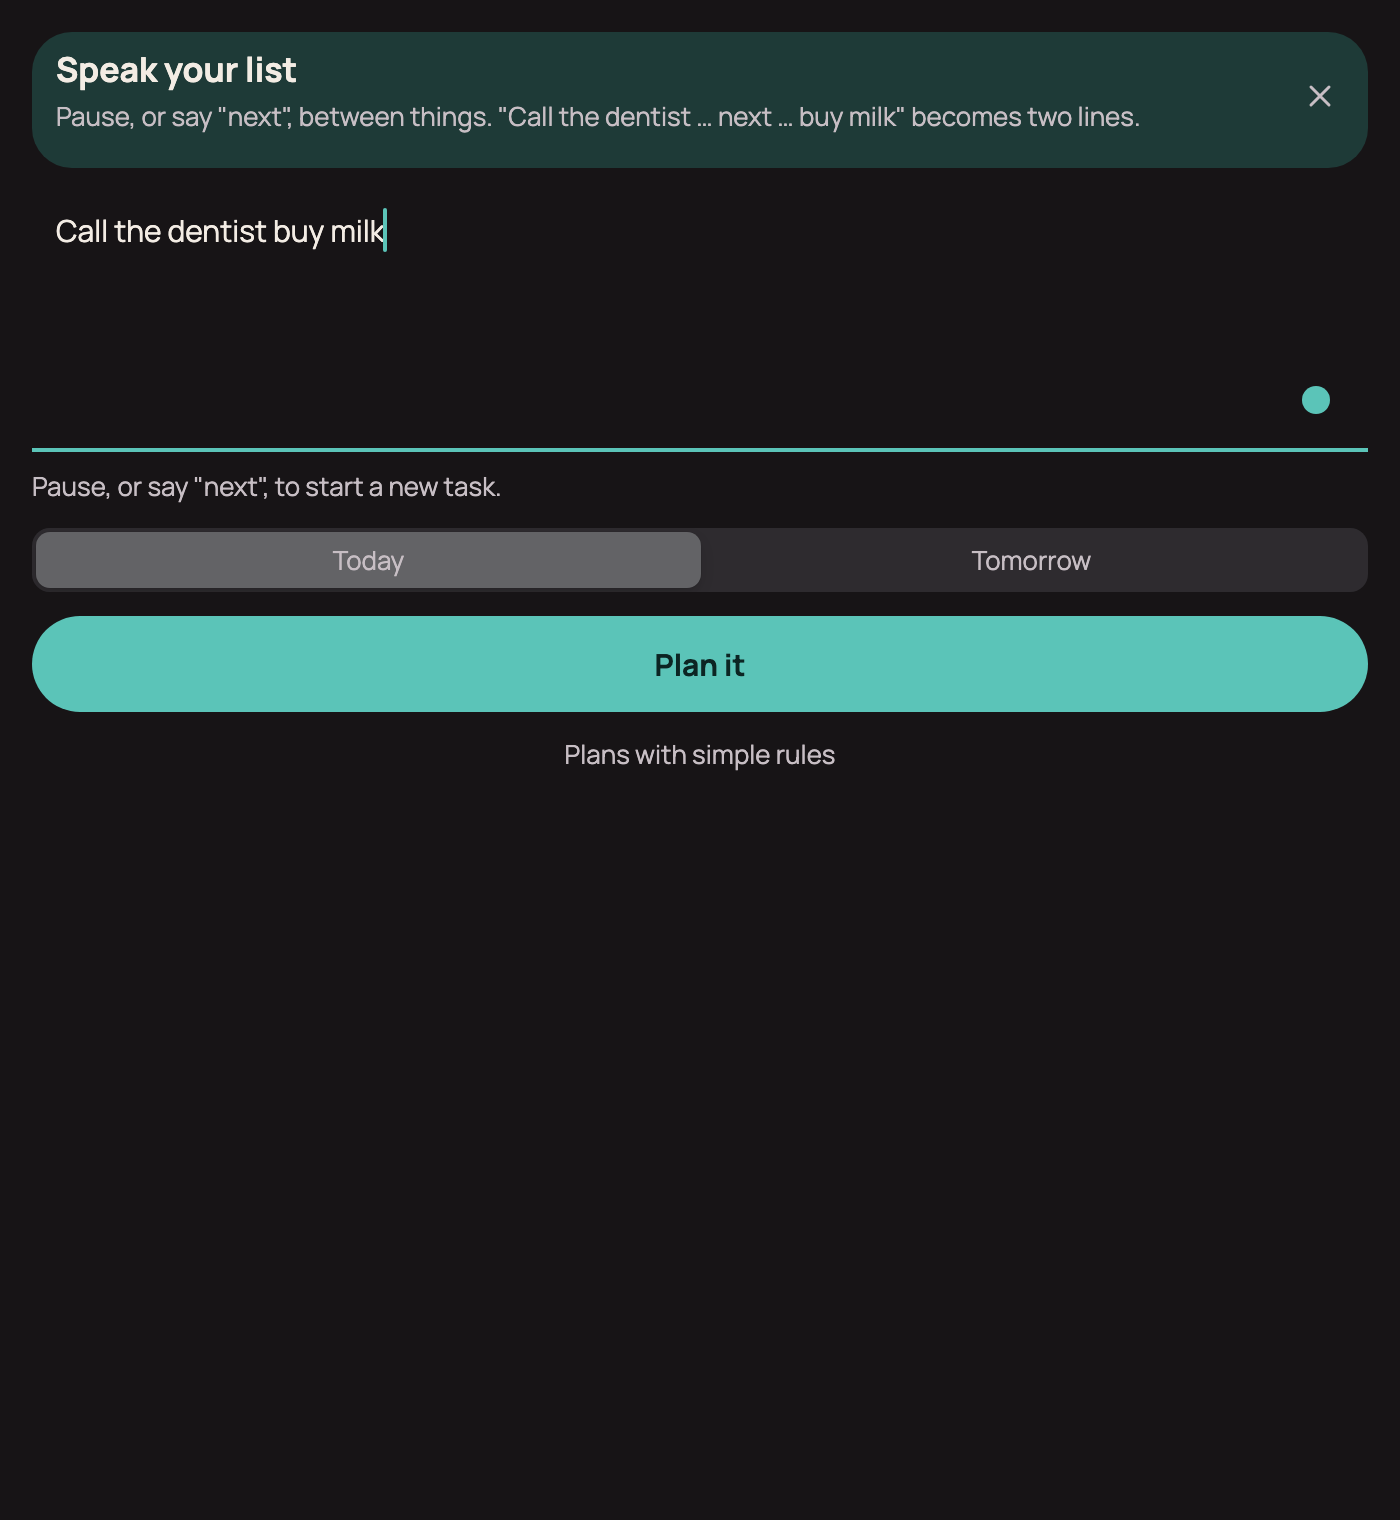 Speak your list
Pause, or say "next", between things. "Call the dentist ... next ... buy milk" becomes two lines.
Call the dentist buy milk
Pause, or say "next", to start a new task.
Today
Tomorrow
Plan it
Plans with simple rules